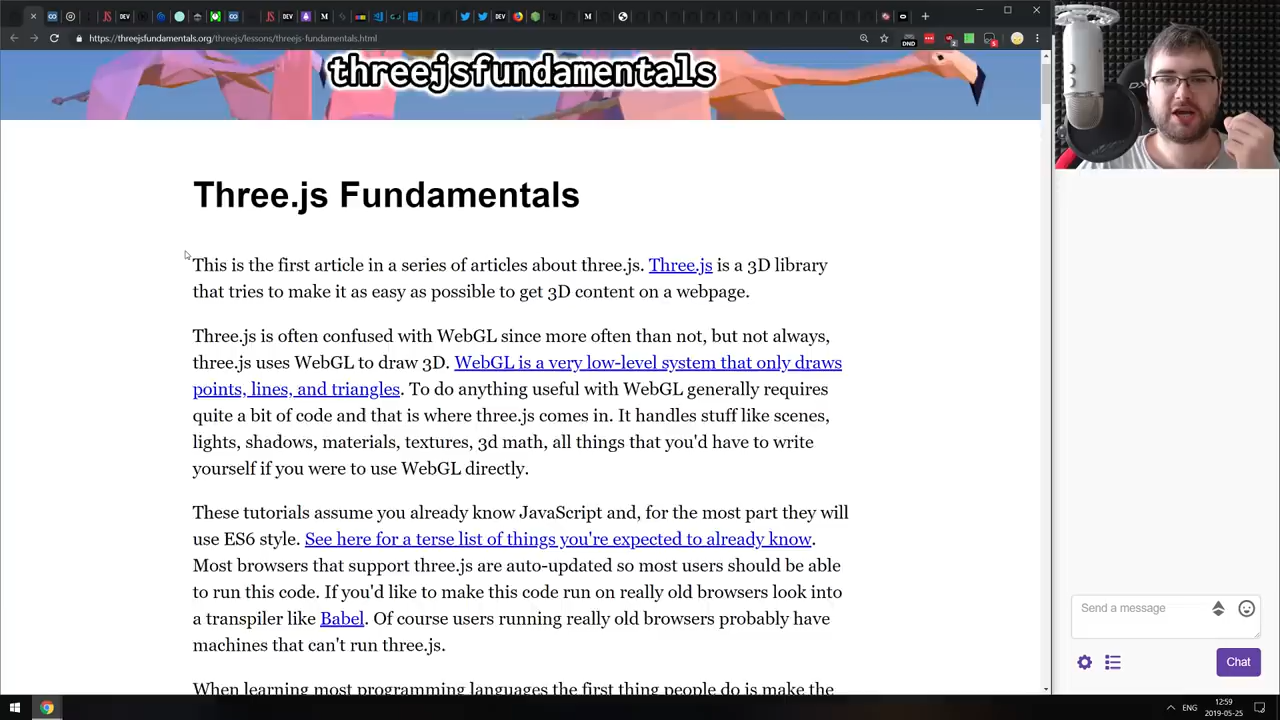 https://threejsfundamentals.org/threejs/lessons/threejs-fundamentals.html
threejsfundamentals
Three.js Fundamentals
This is the first article in a series of articles about three.js. Three.js is a 3D library
that tries to make it as easy as possible to get 3D content on a webpage.
Three.js is often confused with WebGL since more often than not, but not always,
three.js uses WebGL to draw 3D. WebGL is a very low-level system that only draws
points, lines, and triangles. To do anything useful with WebGL generally requires
quite a bit of code and that is where three.js comes in. It handles stuff like scenes,
lights, shadows, materials, textures, 3d math, all things that you'd have to write
yourself if you were to use WebGL directly.
These tutorials assume you already know JavaScript and, for the most part they will
use ES6 style. See here for a terse list of things you're expected to already know.
Most browsers that support three.js are auto-updated so most users should be able
to run this code. If you'd like to make this code run on really old browsers look into
a transpiler like Babel. Of course users running really old browsers probably have
machines that can't run three.js.
When learning most programming languages the first thing people do is make the
Send a message
Chat
ENG
12:59
2019-05-25